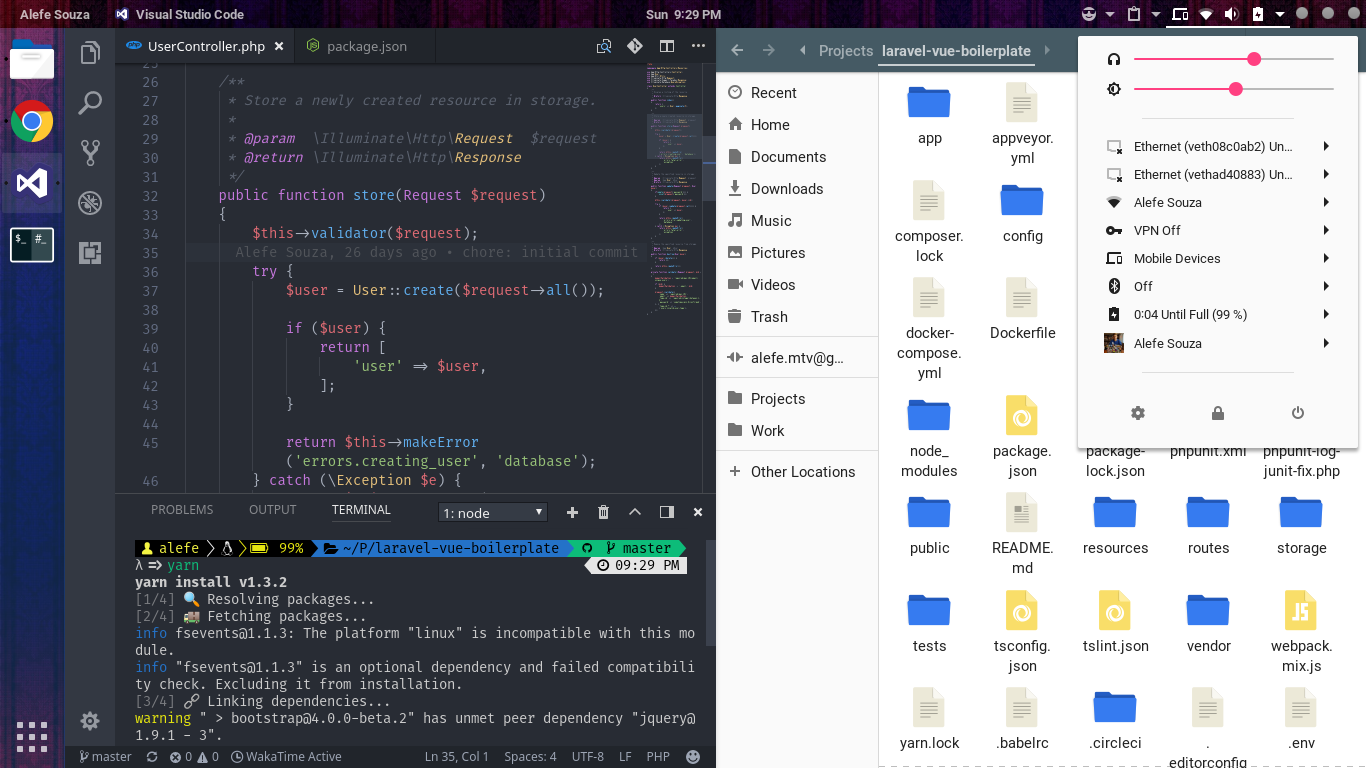 Alefe Souza
Visual Studio Code
Sun 9:29 PM
UserController.php
package.json
26 /**
27 * Store a newly created resource in storage.
28 *
29 * @param \Illuminate\Http\Request $request
30 * @return \Illuminate\Http\Response
31 */
32 public function store(Request $request)
33 {
34 $this->validator($request);
35 Alefe Souza, 26 days ago • chore: initial commit
36 try {
37 $user = User::create($request->all());
38
39 if ($user) {
40 return [
41 'user' => $user,
42 ];
43 }
44
45 return $this->makeError
('errors.creating_user', 'database');
46 } catch (\Exception $e) {
PROBLEMS
OUTPUT
TERMINAL
1: node
alefe 99% ~/P/laravel-vue-boilerplate master
λ => yarn
09:29 PM
yarn install v1.3.2
[1/4] Resolving packages...
[2/4] Fetching packages...
info fsevents@1.1.3: The platform "linux" is incompatible with this mo
dule.
info "fsevents@1.1.3" is an optional dependency and failed compatibili
ty check. Excluding it from installation.
[3/4] Linking dependencies...
warning " > bootstrap@4.0.0-beta.2" has unmet peer dependency "jquery@
1.9.1 - 3".
master
0
0
WakaTime Active
Ln 35, Col 1
Spaces: 4
UTF-8
LF
PHP
Projects
laravel-vue-boilerplate
Recent
Home
Documents
Downloads
Music
Pictures
Videos
Trash
alefe.mtv@g...
Projects
Work
Other Locations
app
appveyor.
yml
composer.
lock
config
docker-
compose.
yml
Dockerfile
node_
modules
package.
json
package-
lock.json
phpunit.xml
phpunit-log-
junit-fix.php
public
README.
md
resources
routes
storage
tests
tsconfig.
json
tslint.json
vendor
webpack.
mix.js
yarn.lock
.babelrc
.circleci
.
editorconfig
.env
Ethernet (veth08c0ab2) Un...
Ethernet (vethad40883) Un...
Alefe Souza
VPN Off
Mobile Devices
Off
0:04 Until Full (99 %)
Alefe Souza